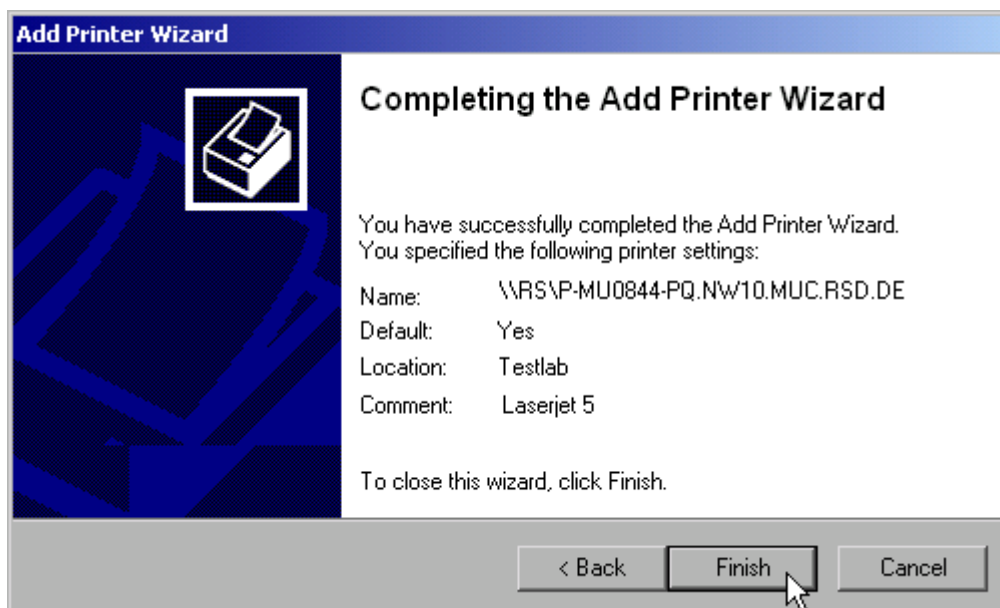 Add Printer Wizard
Completing the Add Printer Wizard
You have successfully completed the Add Printer Wizard.
You specified the following printer settings:
Name: \\RS\P-MU0844-PQ.NW10.MUC.RSD.DE
Default: Yes
Location: Testlab
Comment: Laserjet 5
To close this wizard, click Finish.
< Back Finish Cancel